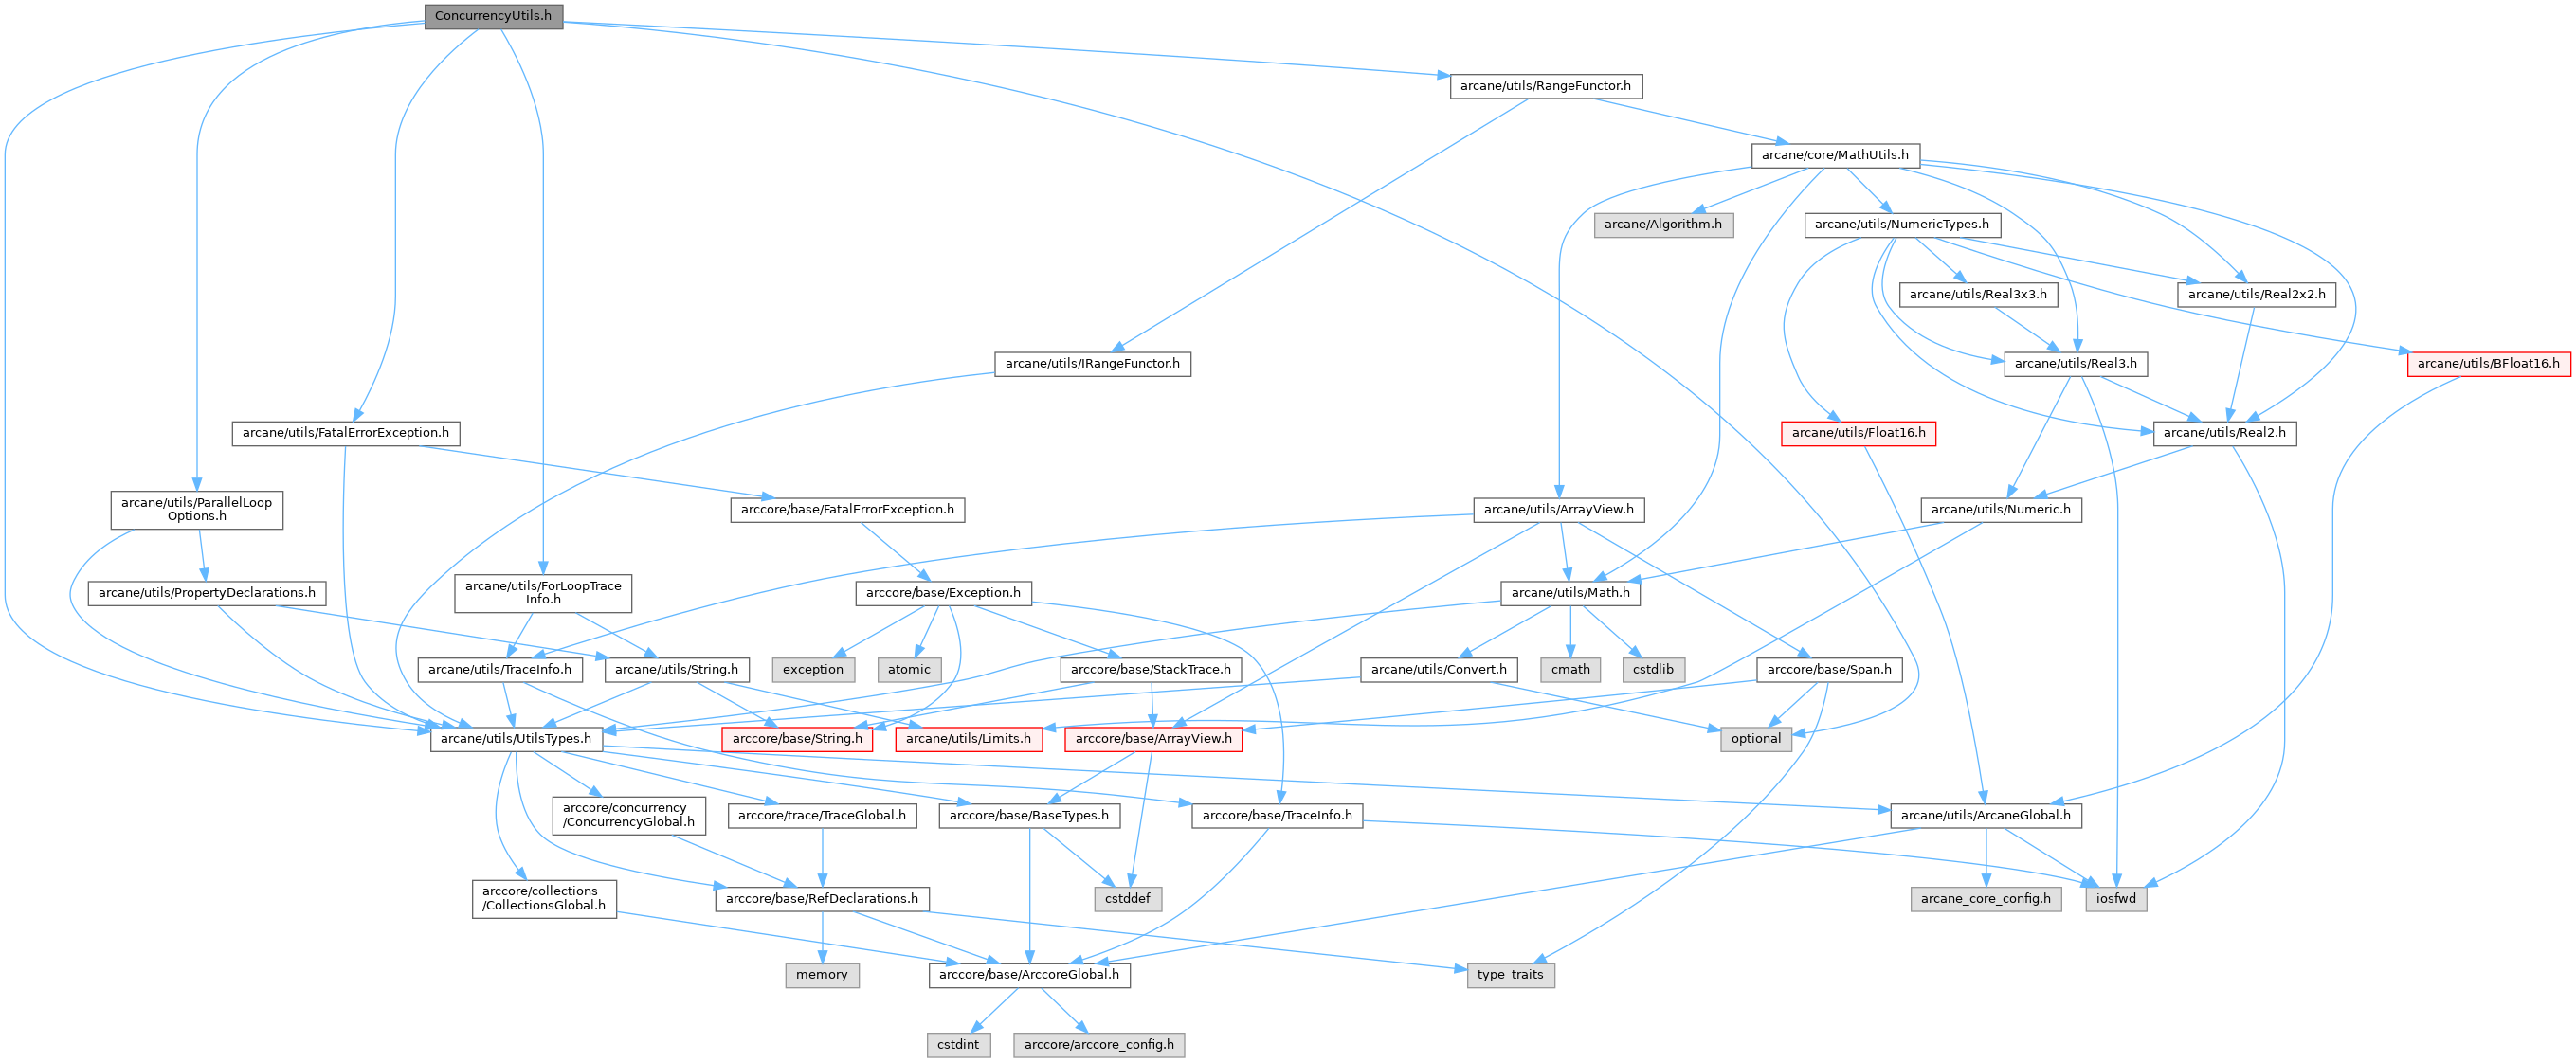 ConcurrencyUtils.h
arcane/utils/RangeFunctor.h
arcane/core/MathUtils.h
arcane/Algorithm.h
arcane/utils/NumericTypes.h
arcane/utils/Real3x3.h
arcane/utils/Real2x2.h
arcane/utils/IRangeFunctor.h
arcane/utils/Real3.h
arcane/utils/BFloat16.h
arcane/utils/FatalErrorException.h
arcane/utils/Float16.h
arcane/utils/Real2.h
arcane/utils/ParallelLoop
Options.h
arccore/base/FatalErrorException.h
arcane/utils/ArrayView.h
arcane/utils/Numeric.h
arcane/utils/PropertyDeclarations.h
arcane/utils/ForLoopTrace
Info.h
arccore/base/Exception.h
arcane/utils/Math.h
arcane/utils/TraceInfo.h
arcane/utils/String.h
exception
atomic
arccore/base/StackTrace.h
arcane/utils/Convert.h
cmath
cstdlib
arccore/base/Span.h
arcane/utils/UtilsTypes.h
arccore/base/String.h
arcane/utils/Limits.h
arccore/base/ArrayView.h
optional
arccore/concurrency
/ConcurrencyGlobal.h
arccore/trace/TraceGlobal.h
arccore/base/BaseTypes.h
arccore/base/TraceInfo.h
arcane/utils/ArcaneGlobal.h
arccore/collections
/CollectionsGlobal.h
arccore/base/RefDeclarations.h
cstddef
arcane_core_config.h
iosfwd
memory
arccore/base/ArccoreGlobal.h
type_traits
cstdint
arccore/arccore_config.h